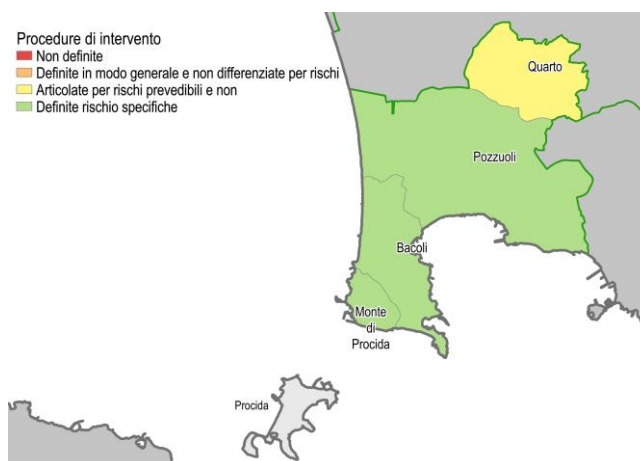 Procedure di intervento
Non definite
Definite in modo generale e non differenziate per rischi
Articolate per rischi prevedibili e non
Definite rischio specifiche
Quarto
Pozzuoli
Bacoli
Monte
di
Procida
Procida